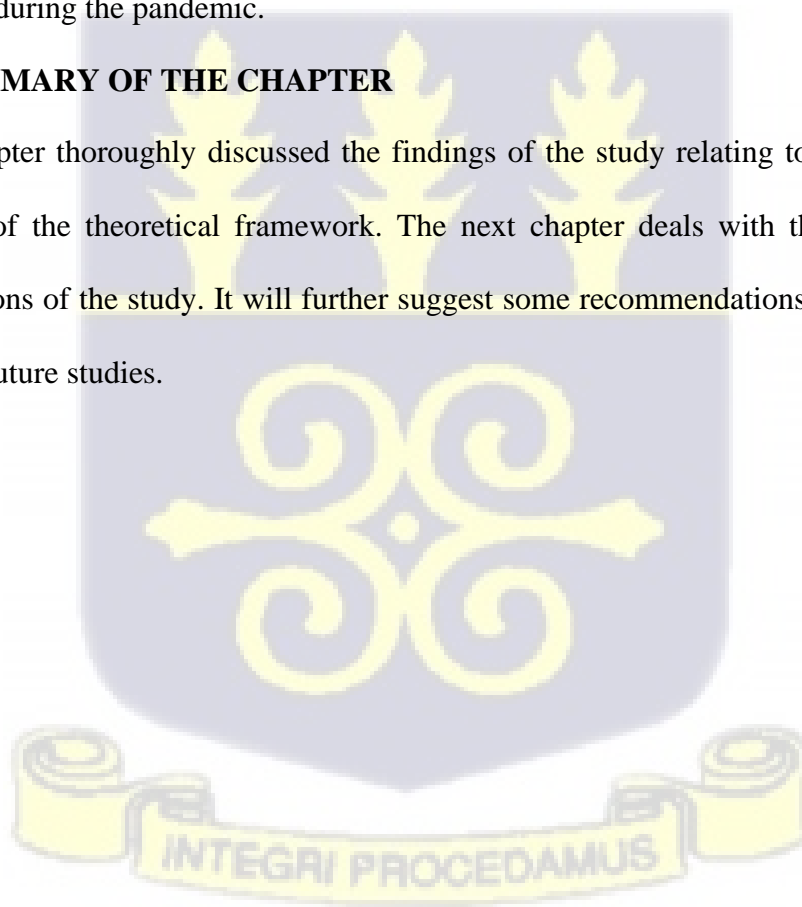 during the pandemic.
MARY OF THE CHAPTER
pter thoroughly discussed the findings of the study relating to
of the theoretical framework. The next chapter deals with th
ons of the study. It will further suggest some recommendations
uture studies.
INTEGRI PROCEDAMUS